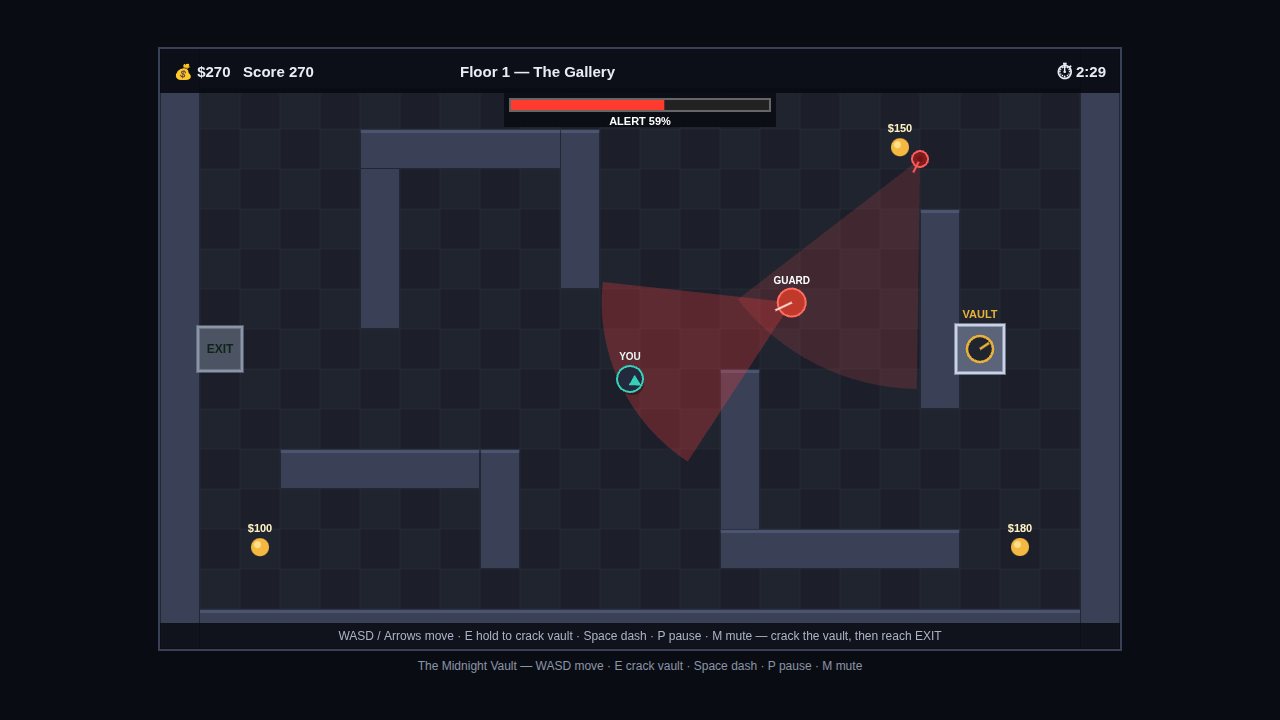 💰 $270 Score 270
Floor 1 — The Gallery
⏱ 2:29
ALERT 59%
$150
GUARD
VAULT
EXIT
YOU
$100
$180
WASD / Arrows move · E hold to crack vault · Space dash · P pause · M mute — crack the vault, then reach EXIT
The Midnight Vault — WASD move · E crack vault · Space dash · P pause · M mute